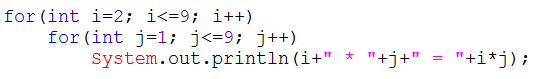 for(int i=2; i<=9; i++)
    for(int j=1; j<=9; j++)
        System.out.println(i+" * "+j+" = "+i*j);